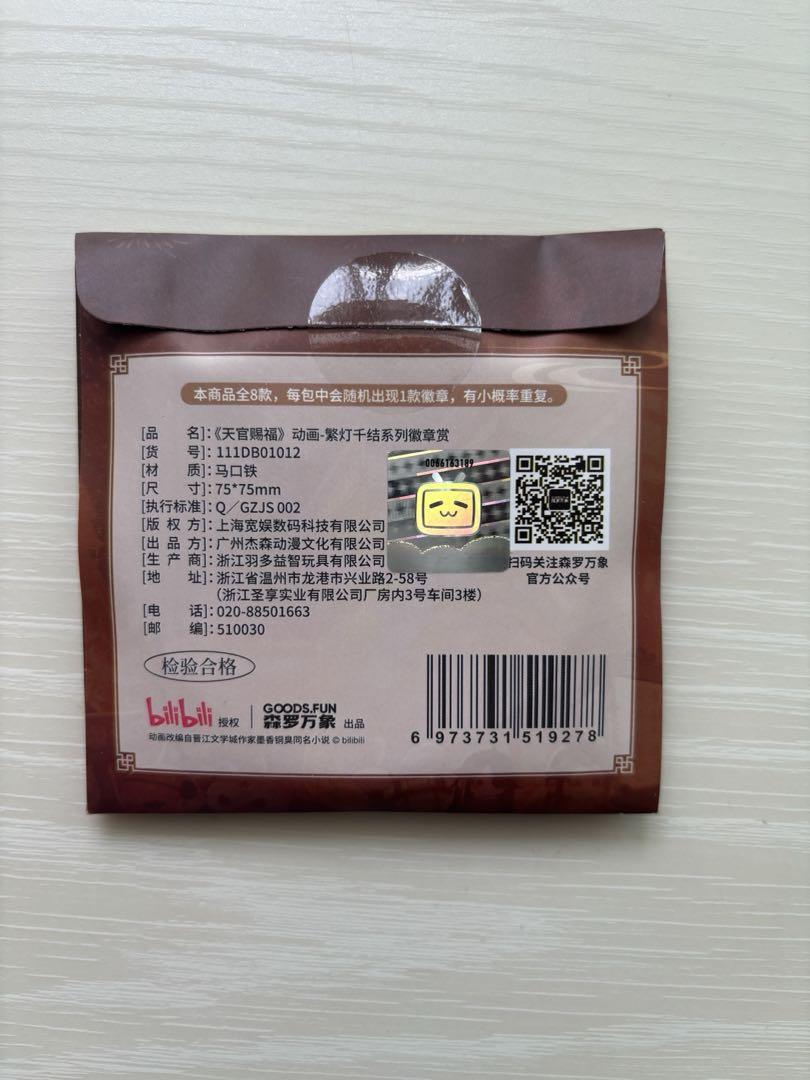 本商品全8款，每包中会随机出现1款徽章，有小概率重复。
[品 名]:《天官赐福》动画-繁灯千结系列徽章赏
[货 号]: 111DB01012
[材 质]: 马口铁
[尺 寸]: 75*75mm
[执行标准]: Q／GZJS 002
[版 权 方]: 上海宽娱数码科技有限公司
[出 品 方]: 广州杰森动漫文化有限公司
[生 产 商]: 浙江羽多益智玩具有限公司
[地 址]: 浙江省温州市龙港市兴业路2-58号
（浙江圣享实业有限公司厂房内3号车间3楼）
[电 话]: 020-88501663
[邮 编]: 510030
0066163189
扫码关注森罗万象
官方公众号
检验合格
bilibili 授权 | GOODS.FUN 森罗万象 出品
动画改编自晋江文学城作家墨香铜臭同名小说 © bilibili
6 973731 519278